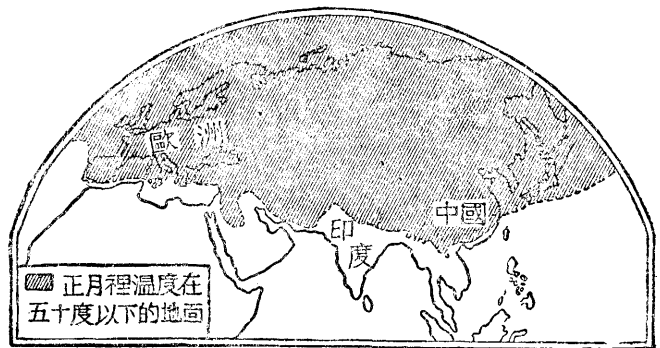 歐洲
中國
印度
正月裡温度在
五十度以下的地面